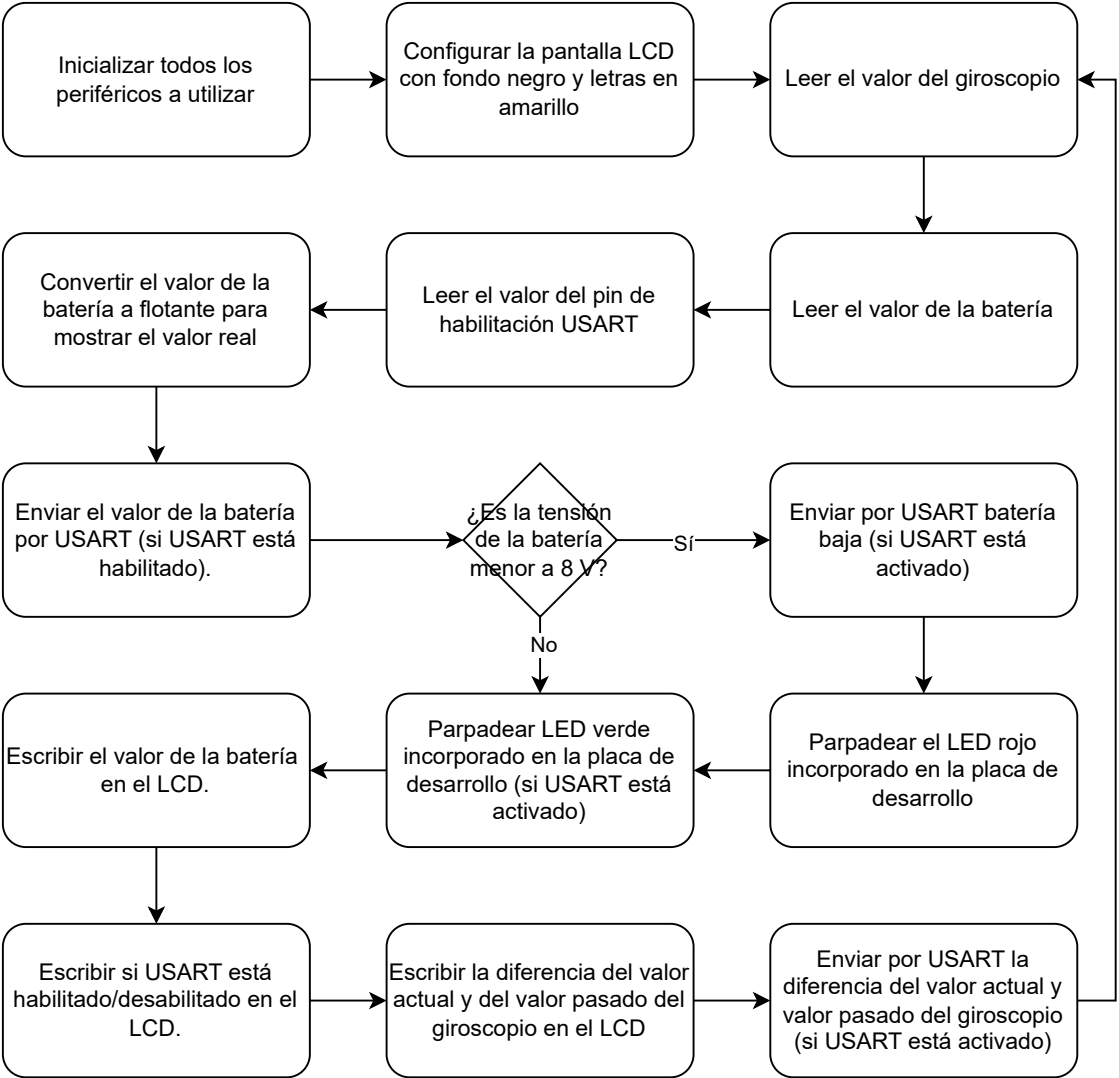 Inicializar todos los
periféricos a utilizar
Configurar la pantalla LCD
con fondo negro y letras en
amarillo
Leer el valor del giroscopio
Convertir el valor de la
batería a flotante para
mostrar el valor real
Leer el valor del pin de
habilitación USART
Leer el valor de la batería
Enviar el valor de la batería
por USART (si USART está
habilitado).
¿Es la tensión
de la batería
menor a 8 V?
Sí
Enviar por USART batería
baja (si USART está
activado)
No
Escribir el valor de la batería
en el LCD.
Parpadear LED verde
incorporado en la placa de
desarrollo (si USART está
activado)
Parpadear el LED rojo
incorporado en la placa de
desarrollo
Escribir si USART está
habilitado/desabilitado en el
LCD.
Escribir la diferencia del valor
actual y del valor pasado del
giroscopio en el LCD
Enviar por USART la
diferencia del valor actual y
valor pasado del giroscopio
(si USART está activado)